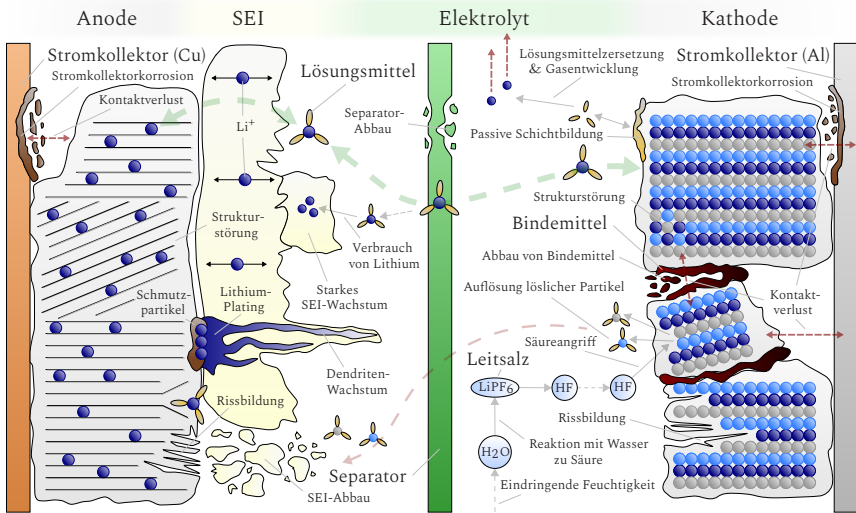 Anode
SEI
Elektrolyt
Kathode
Stromkollektor (Cu)
Stromkollektorkorrosion
Kontaktverlust
Li+
Lösungsmittel
Separator-
Abbau
Lösungsmittelzersetzung
& Gasentwicklung
Passive Schichtbildung
Stromkollektor (Al)
Stromkollektorkorrosion
Struktur-
störung
Verbrauch
von Lithium
Starkes
SEI-Wachstum
Strukturstörung
Bindemittel
Abbau von Bindemittel
Auflösung löslicher Partikel
Kontakt-
verlust
Schmutz-
partikel
Lithium-
Plating
Dendriten-
Wachstum
Säureangriff
Leitsalz
LiPF6
HF
HF
Rissbildung
Rissbildung
H2O
Reaktion mit Wasser
zu Säure
Separator
SEI-Abbau
Eindringende Feuchtigkeit